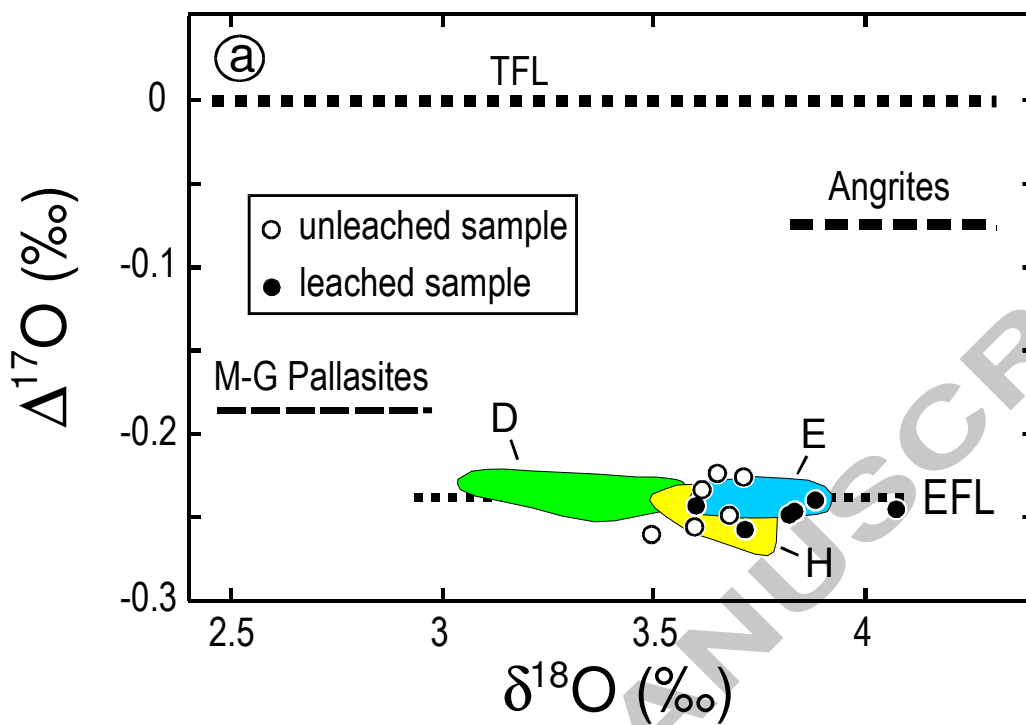 a
TFL
0
Angrites
unleached sample
leached sample
-0.1
Δ17O (‰)
M-G Pallasites
-0.2
D
E
EFL
H
-0.3
2.5 3 3.5 4
δ18O (‰)
ANUSCR